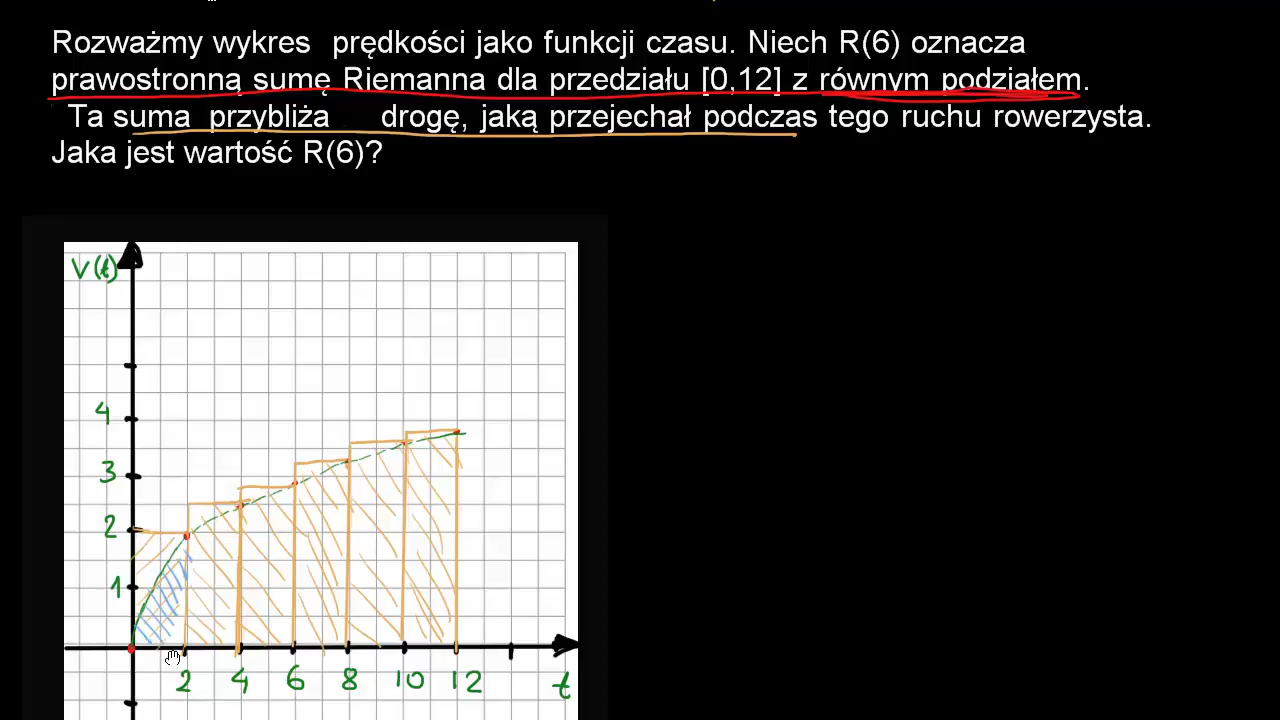 Rozważmy wykres prędkości jako funkcji czasu. Niech R(6) oznacza
prawostronną sumę Riemanna dla przedziału [0,12] z równym podziałem.
Ta suma przybliża drogę, jaką przejechał podczas tego ruchu rowerzysta.
Jaka jest wartość R(6)?
V(t)
4
3
2
1
2 4 6 8 10 12 t